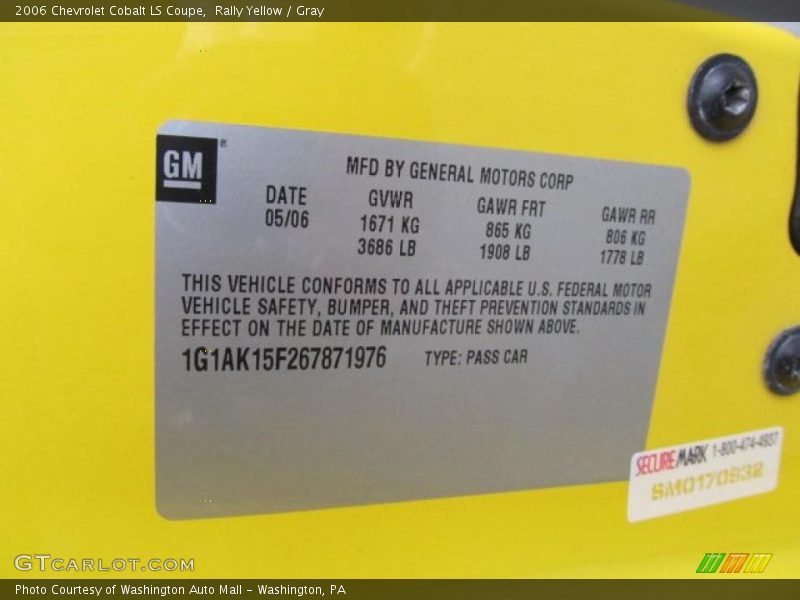 2006 Chevrolet Cobalt LS Coupe, Rally Yellow / Gray
GM®
MFD BY GENERAL MOTORS CORP
DATE GVWR GAWR FRT GAWR RR
05/06 1671 KG 865 KG 806 KG
3686 LB 1908 LB 1778 LB
THIS VEHICLE CONFORMS TO ALL APPLICABLE U.S. FEDERAL MOTOR
VEHICLE SAFETY, BUMPER, AND THEFT PREVENTION STANDARDS IN
EFFECT ON THE DATE OF MANUFACTURE SHOWN ABOVE.
1G1AK15F267871976 TYPE: PASS CAR
SECUREMARK 1-800-474-4937
SM0170932
GTCARLOT.COM
Photo Courtesy of Washington Auto Mall - Washington, PA